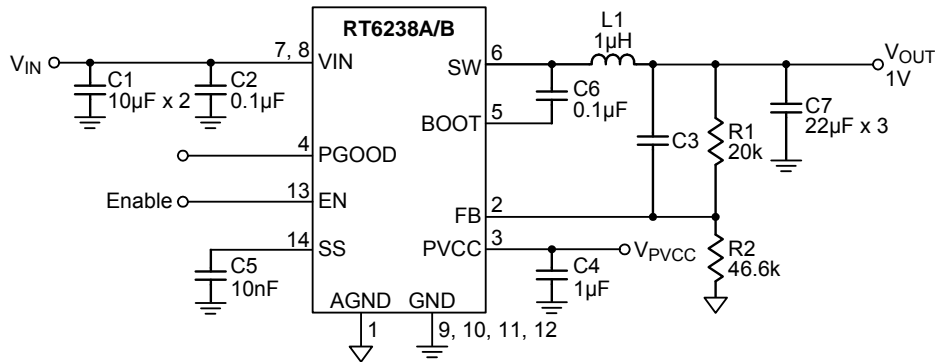 RT6238A/B
VIN
7, 8
VIN
C1
10µF x 2
C2
0.1µF
4
PGOOD
Enable
13
EN
14
SS
C5
10nF
AGND
1
GND
9, 10, 11, 12
SW
6
L1
1µH
C6
0.1µF
BOOT
5
C3
R1
20k
C7
22µF x 3
VOUT
1V
FB
2
PVCC
3
VPVCC
C4
1µF
R2
46.6k